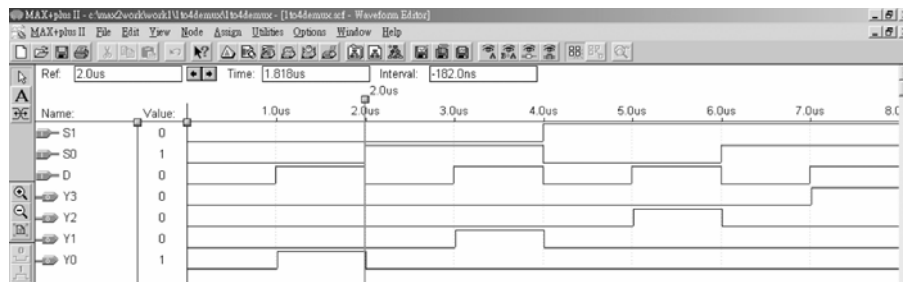 MAX+plus II - c:\max2work\work1\1to4demux\1to4demux - [1to4demux.scf - Waveform Editor]
MAX+plus II File Edit View Node Assign Utilities Options Window Help
Ref: 2.0us Time: 1.818us Interval: -182.0ns
2.0us
Name: Value: 1.0us 2.0us 3.0us 4.0us 5.0us 6.0us 7.0us 8.0
S1 0
S0 1
D 0
Y3 0
Y2 0
Y1 0
Y0 1